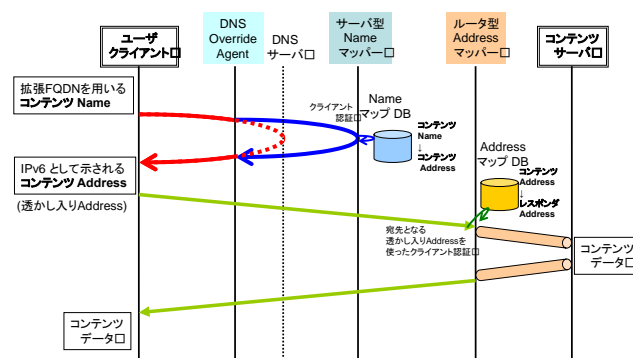 ユーザ
クライアント□
DNS
Override
Agent
DNS
サーバ□
サーバ型
Name
マッパー□
ルータ型
Address
マッパー□
コンテンツ
サーバ□
拡張FQDNを用いる
コンテンツ Name
クライアント
認証□
Name
マップ DB
コンテンツ
Name
↓
コンテンツ
Address
IPv6 として示される
コンテンツ Address
(透かし入りAddress)
Address
マップ DB
コンテンツ
Address
↓
レスポンダ
Address
宛先となる
透かし入りAddressを
使ったクライアント認証□
コンテンツ
データ□
コンテンツ
データ□